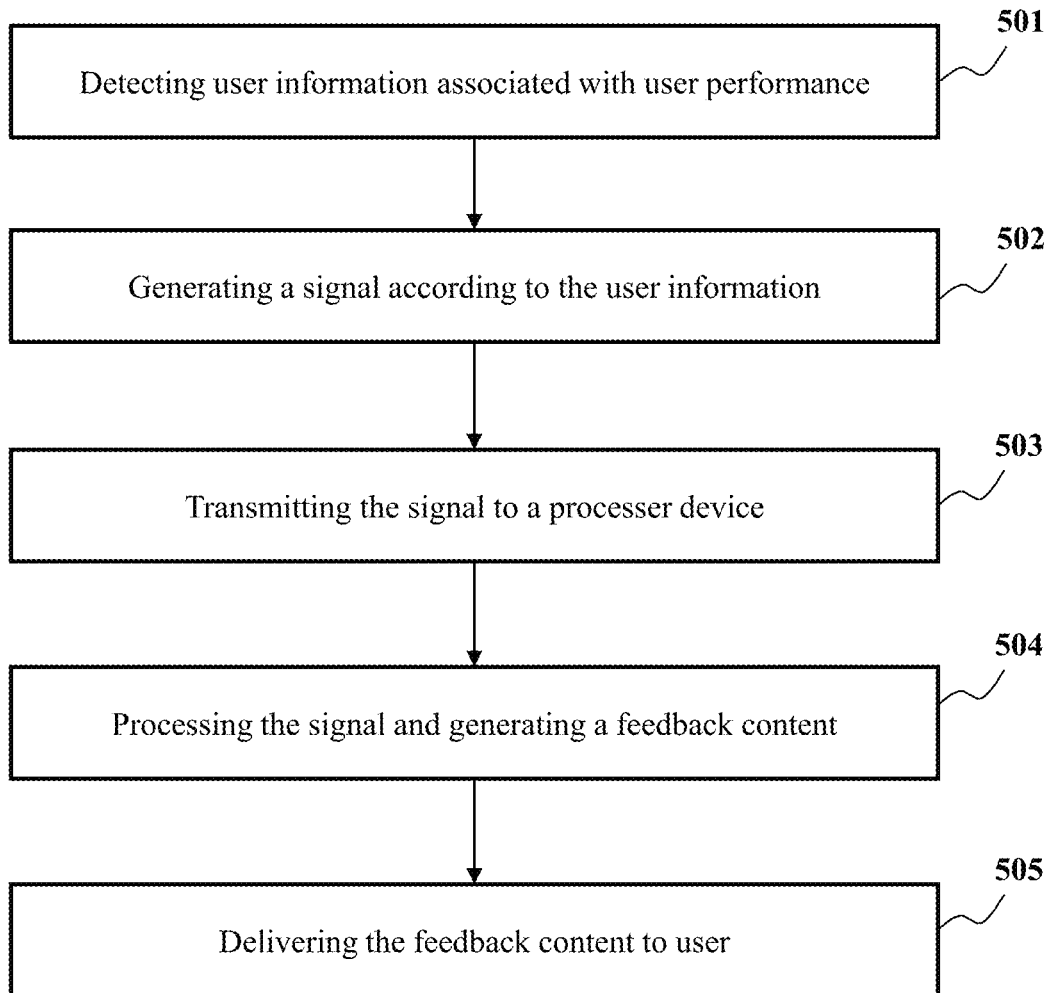 501
Detecting user information associated with user performance
502
Generating a signal according to the user information
503
Transmitting the signal to a processer device
504
Processing the signal and generating a feedback content
505
Delivering the feedback content to user